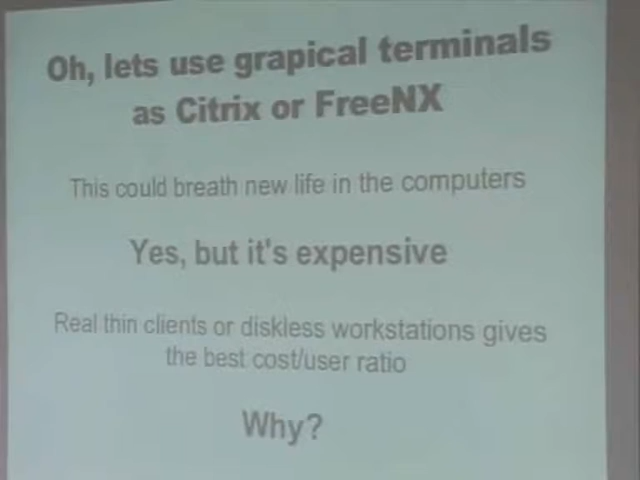 Oh, lets use grapical terminals
as Citrix or FreeNX
This could breath new life in the computers
Yes, but it's expensive
Real thin clients or diskless workstations gives
the best cost/user ratio
Why?